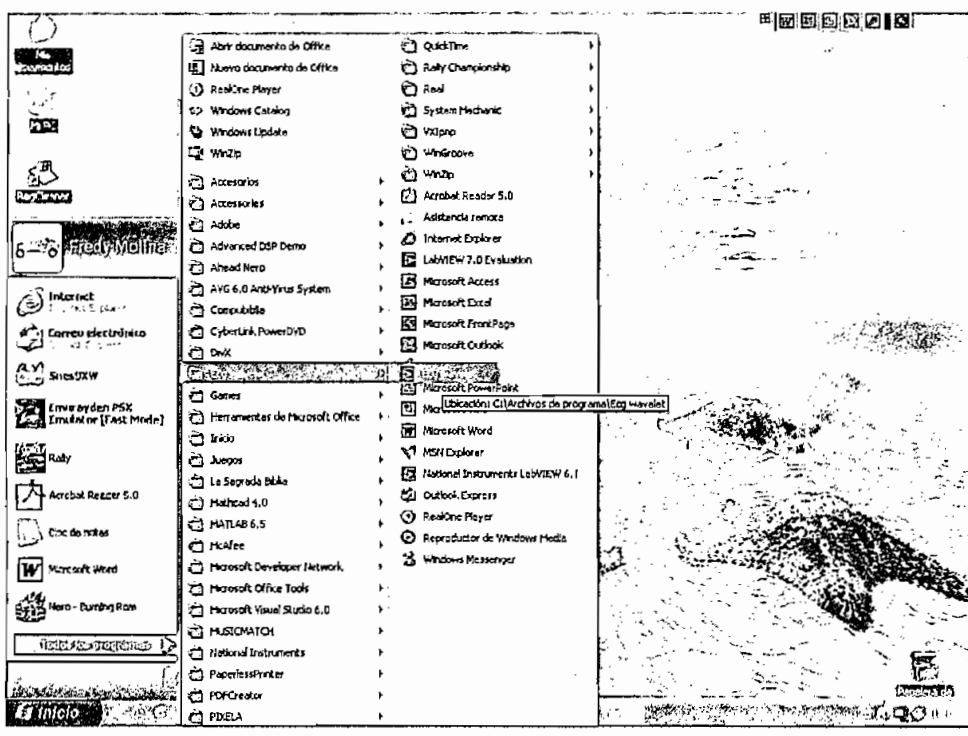 Mis documentos
Mi PC
Fredy Molina
Internet
Correo electrónico
Acrobat Reader 5.0
Bloc de notas
Microsoft Word
Nero - Burning Rom
Rally
Emurayden PSX
Emulator [Fast Mode]
Todos los programas
Inicio
Abrir documento de Office
Nuevo documento de Office
RealOne Player
Windows Catalog
Windows Update
WinZip
Accesorios
Accessories
Adobe
Advanced DSP Demo
Ahead Nero
AVG 6.0 Anti-Virus System
Compubiblia
CyberLink PowerDVD
DivX
Games
Herramientas de Microsoft Office
Inicio
Juegos
La Sagrada Biblia
Mathcad 4.0
MATLAB 6.5
McAfee
Microsoft Developer Network
Microsoft Office Tools
Microsoft Visual Studio 6.0
MUSICMATCH
National Instruments
PaperlessPrinter
PDFCreator
PIXELA
QuickTime
Rally Championship
Real
System Mechanic
VXIpnp
WinGroove
WinZip
Acrobat Reader 5.0
Asistencia remota
Internet Explorer
LabVIEW 7.0 Evaluation
Microsoft Access
Microsoft Excel
Microsoft FrontPage
Microsoft Outlook
Microsoft PowerPoint
Ubicación: C:\Archivos de programa\Ecg wavelet
Microsoft Word
MSN Explorer
National Instruments LabVIEW 6.1
Outlook Express
RealOne Player
Reproductor de Windows Media
Windows Messenger